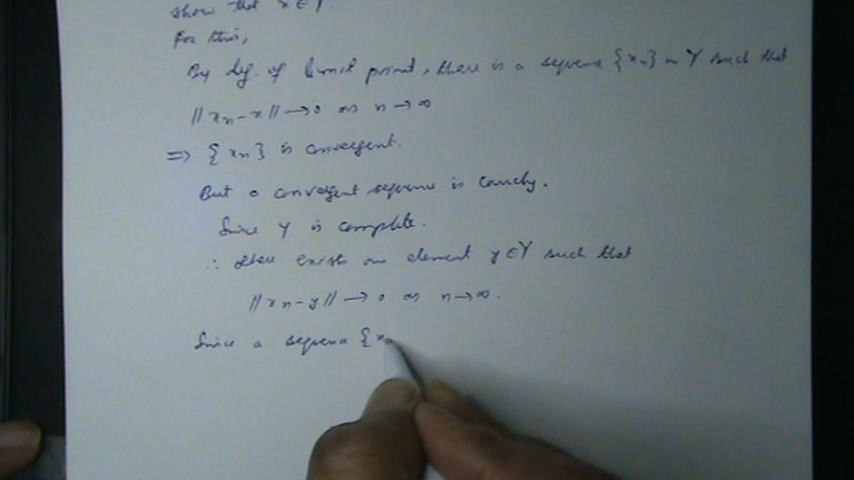 show that x ∈ Y.
For this,
By def. of limit point, there is a sequence {xₙ} in Y such that
||xₙ - x|| → 0 as n → ∞
⇒ {xₙ} is convergent.
But a convergent sequence is cauchy.
Since Y is complete.
∴ there exists an element y ∈ Y such that
||xₙ - y|| → 0 as n → ∞.
Since a sequence {xₙ